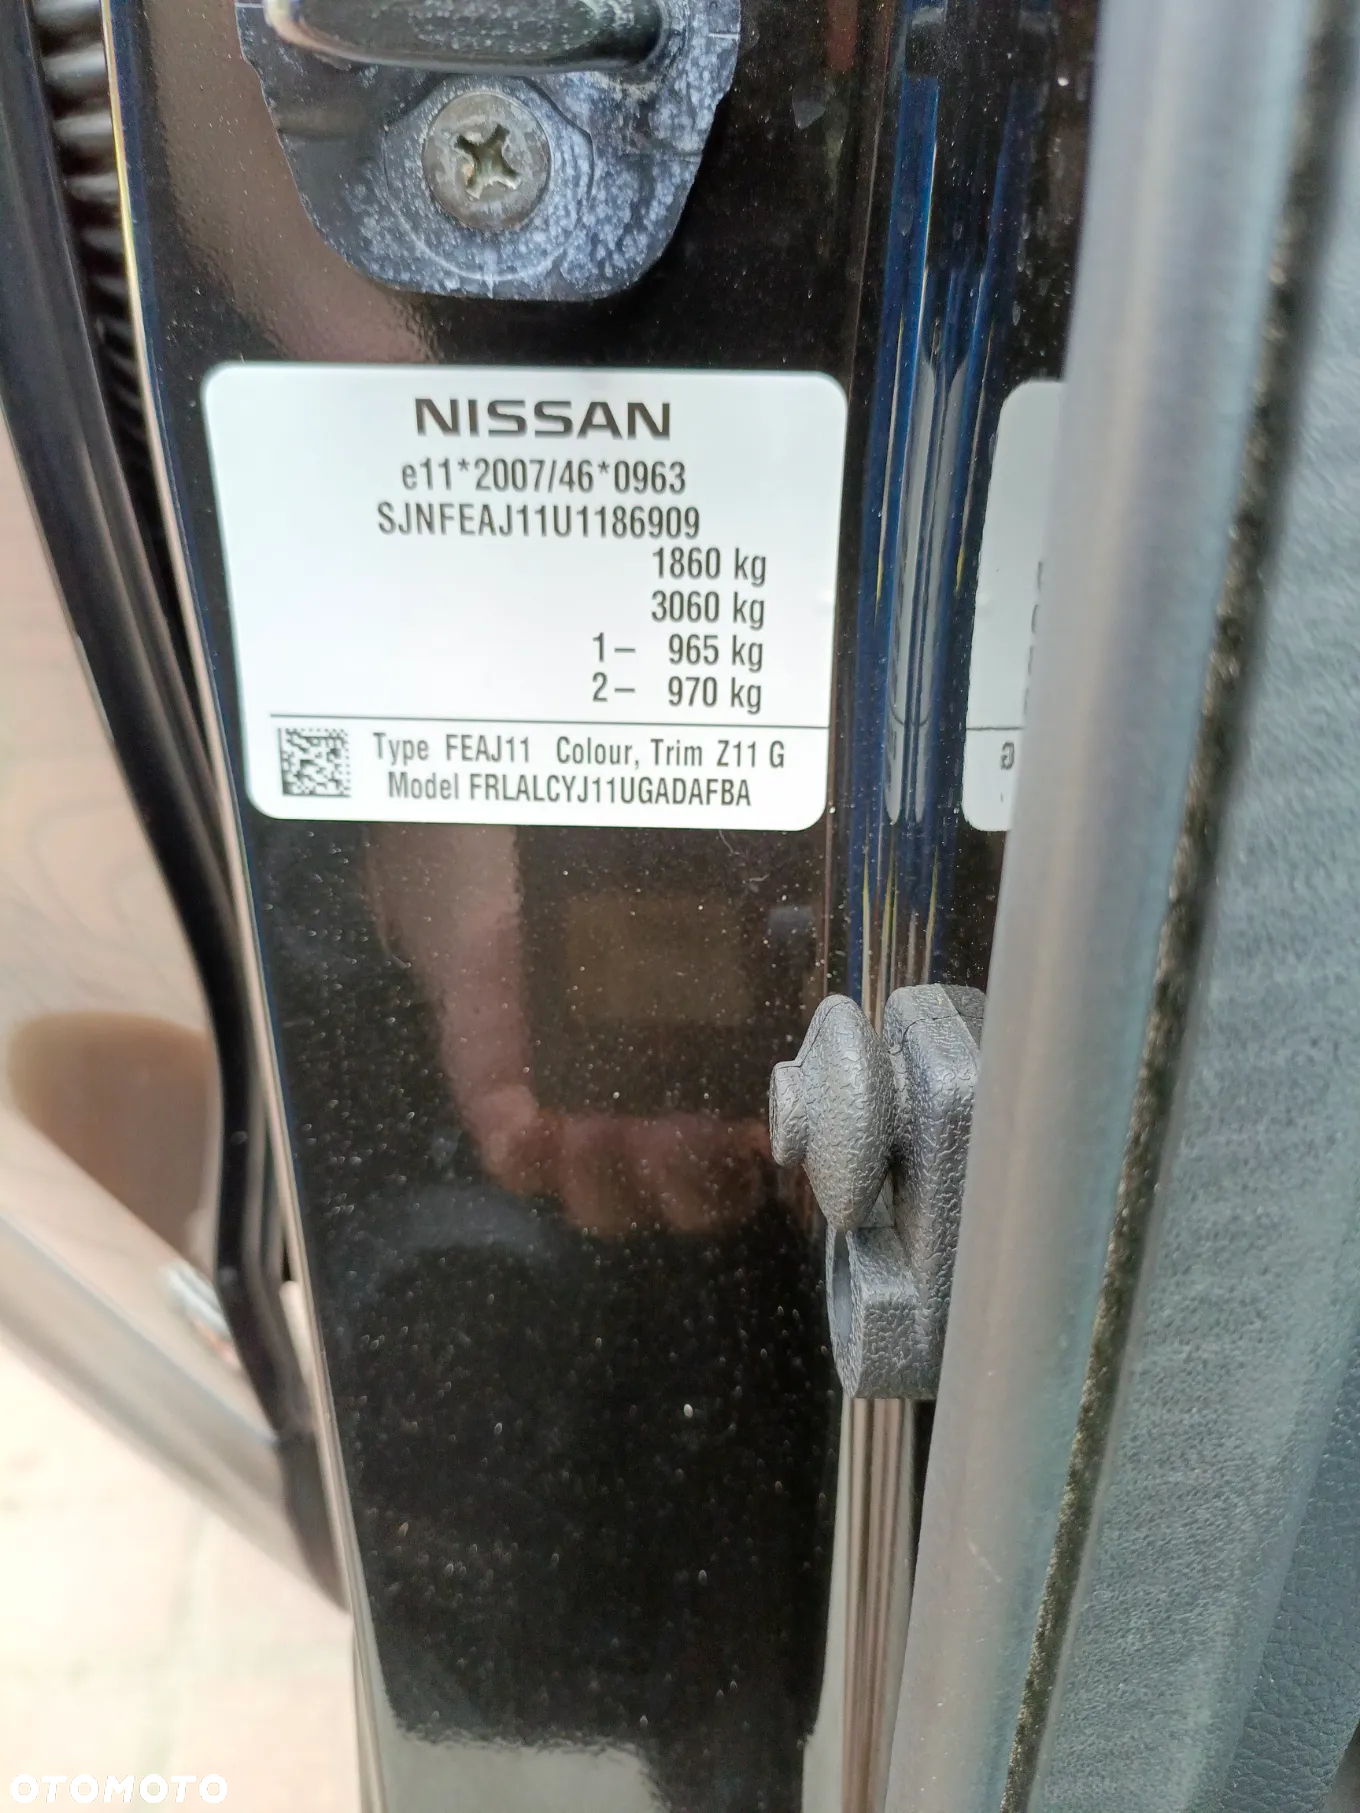 NISSAN
e11*2007/46*0963
SJNFEAJ11U1186909
1860 kg
3060 kg
1– 965 kg
2– 970 kg
Type FEAJ11 Colour, Trim Z11 G
Model FRLALCYJ11UGADAFBA
OTOMOTO